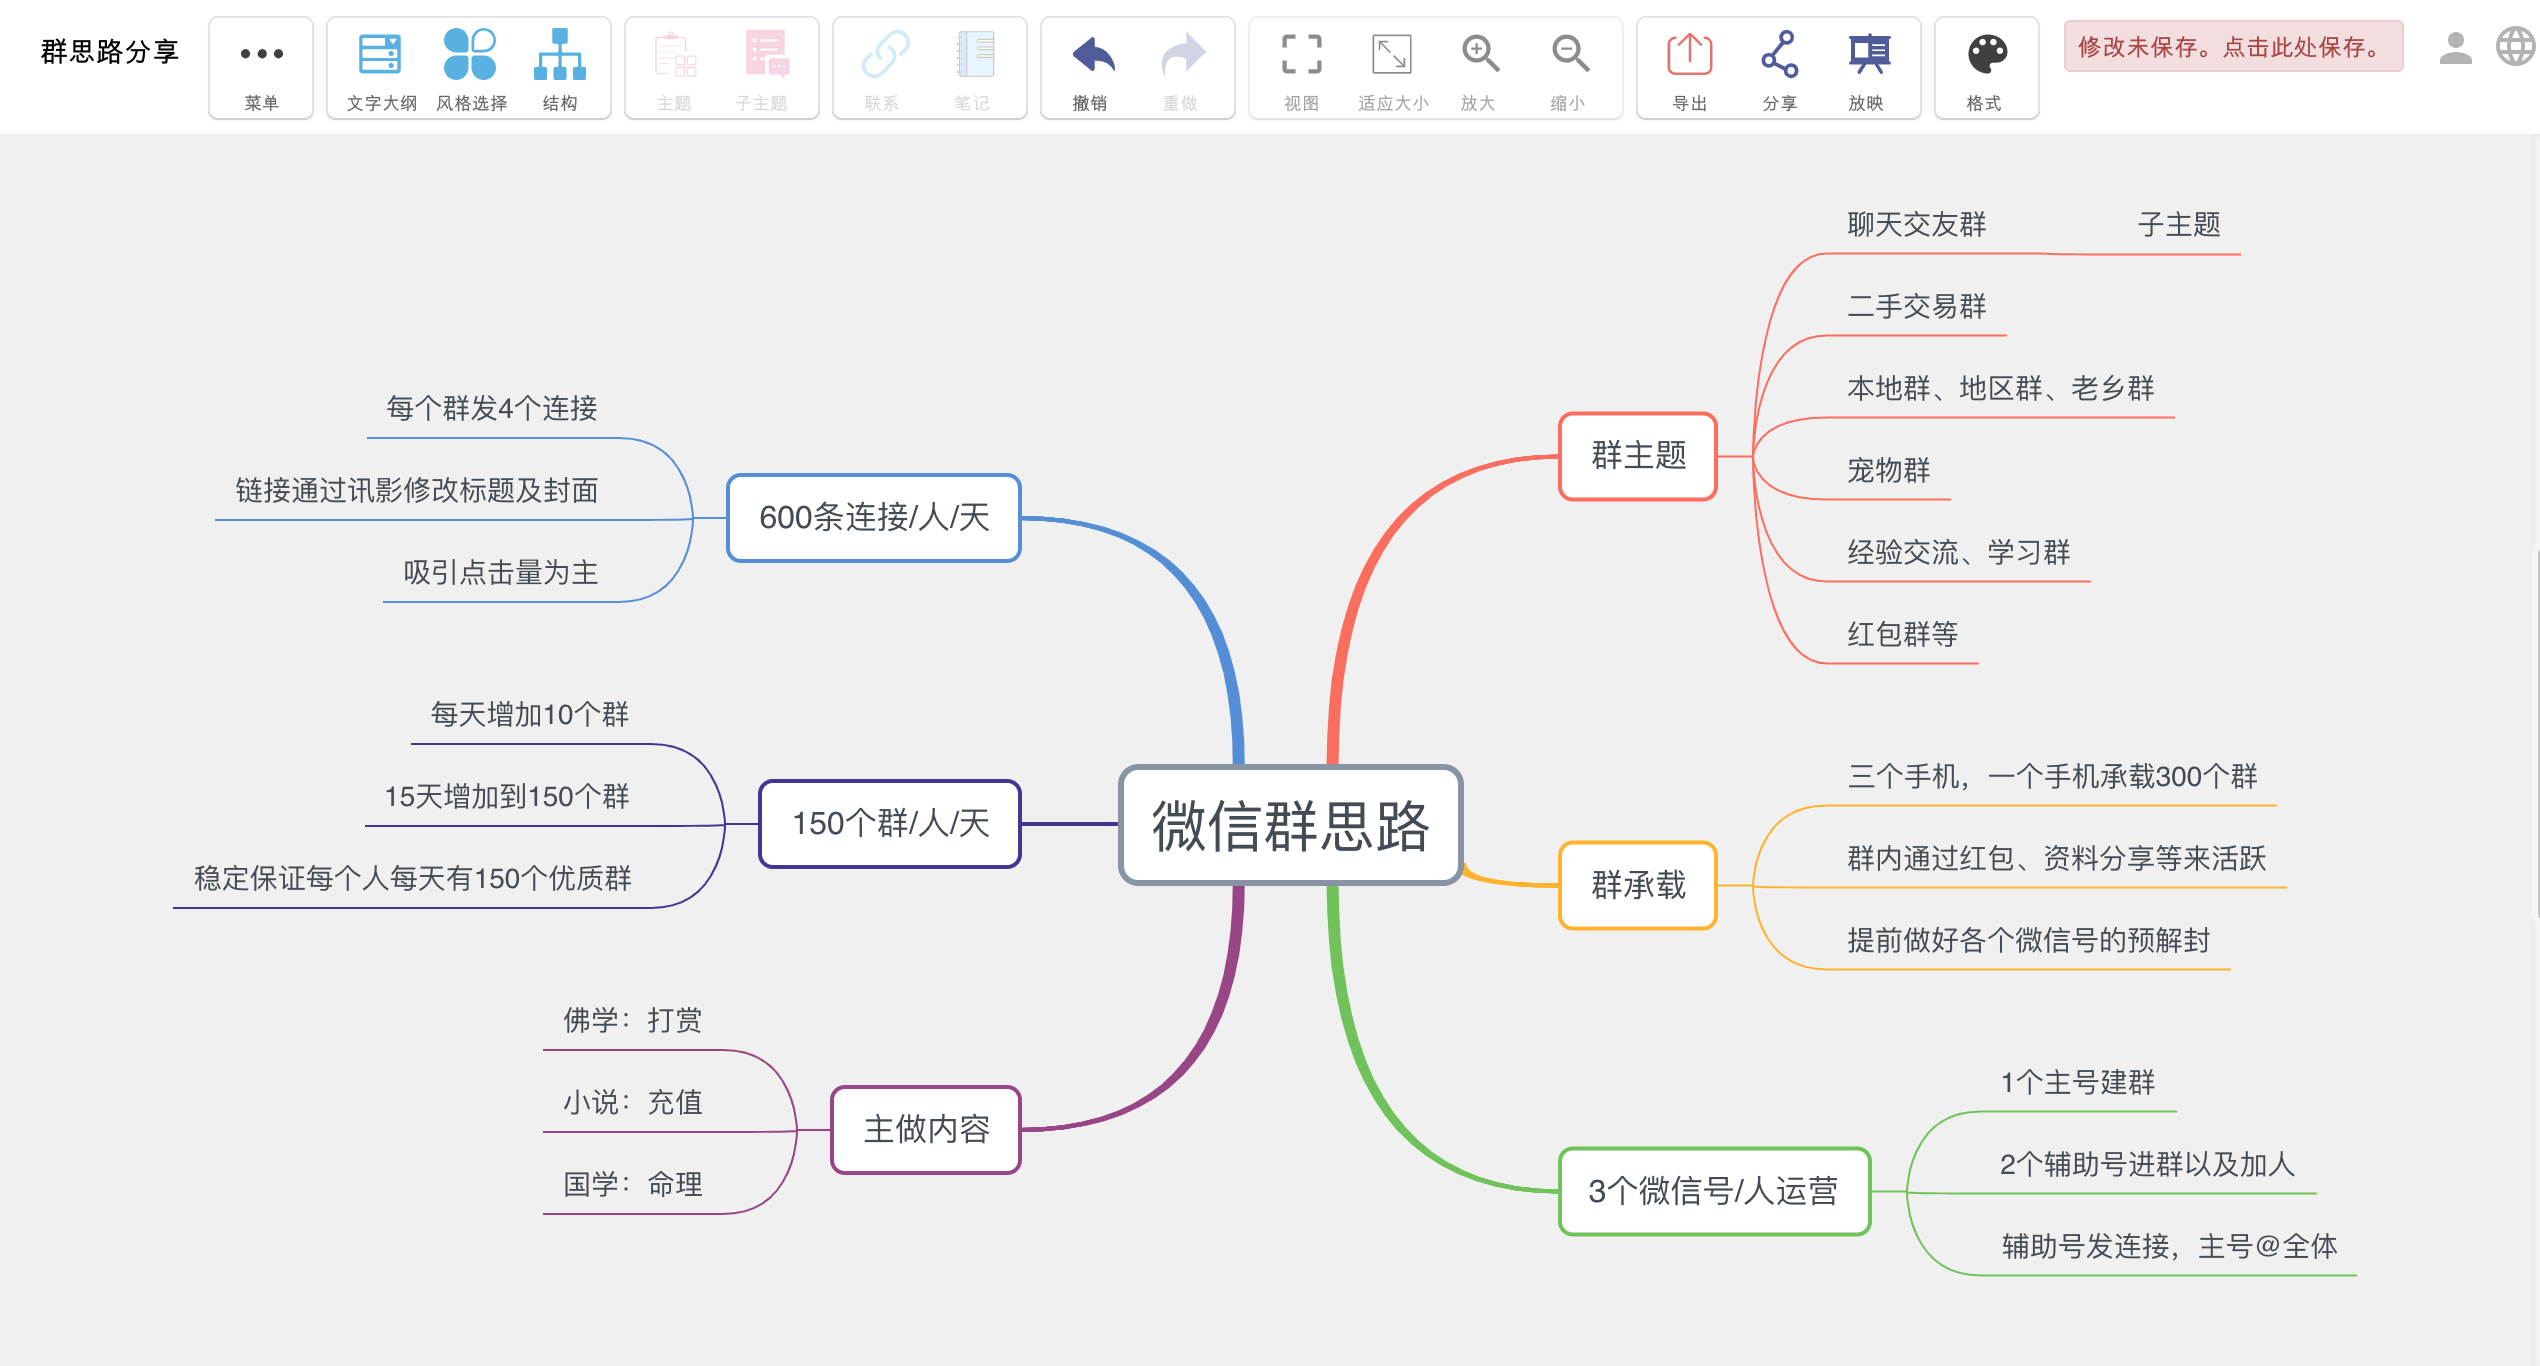 群思路分享
菜单
文字大纲
风格选择
结构
主题
子主题
联系
笔记
撤销
重做
视图
适应大小
放大
缩小
导出
分享
放映
格式
修改未保存。点击此处保存。
微信群思路
600条连接/人/天
每个群发4个连接
链接通过讯影修改标题及封面
吸引点击量为主
150个群/人/天
每天增加10个群
15天增加到150个群
稳定保证每个人每天有150个优质群
主做内容
佛学：打赏
小说：充值
国学：命理
群主题
聊天交友群
子主题
二手交易群
本地群、地区群、老乡群
宠物群
经验交流、学习群
红包群等
群承载
三个手机，一个手机承载300个群
群内通过红包、资料分享等来活跃
提前做好各个微信号的预解封
3个微信号/人运营
1个主号建群
2个辅助号进群以及加人
辅助号发连接，主号@全体